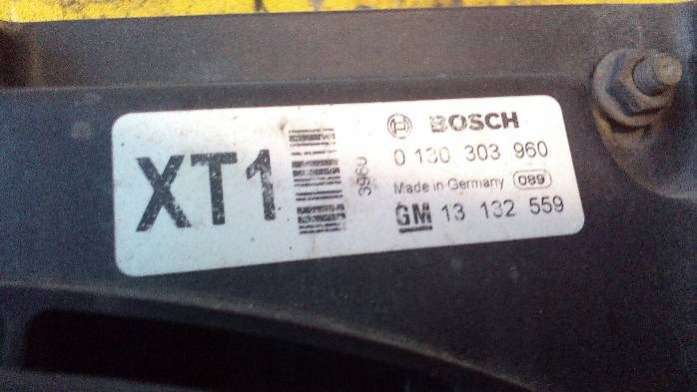 XT1
3960
BOSCH
0 130 303 960
Made in Germany 089
GM 13 132 559